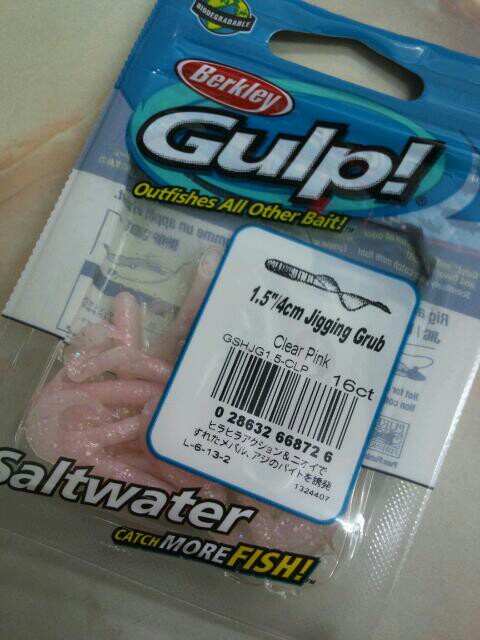 BIODEGRADABLE
Berkley
Gulp!®
Outfishes All Other Bait!™
1.5"/4cm Jigging Grub
Clear Pink
GSHJG1.5-CLP
16ct
0 28632 66872 6
ヒラヒラアクション&ニオイで
すれたメバル、アジのバイトを誘発
L-6-13-2
1324407
Saltwater
CATCH MORE FISH!™